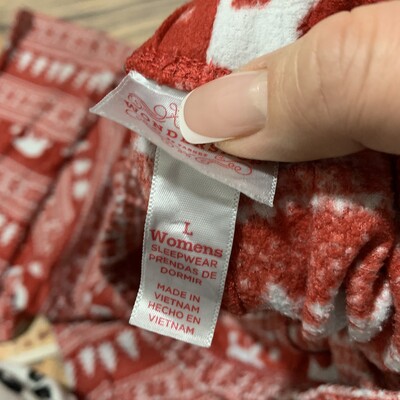 L
Womens
SLEEPWEAR
PRENDAS DE
DORMIR
MADE IN
VIETNAM
HECHO EN
VIETNAM